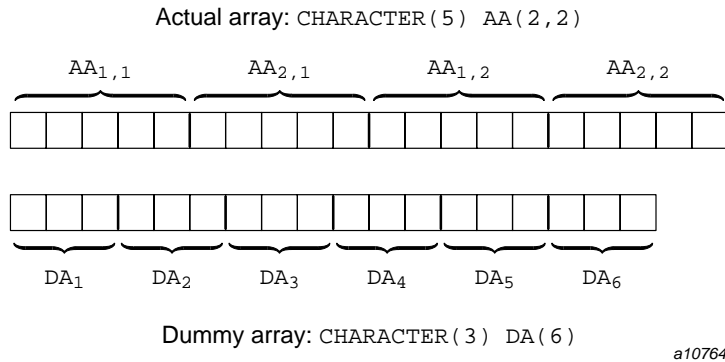 Actual array: CHARACTER(5) AA(2,2)
AA1,1 AA2,1 AA1,2 AA2,2
DA1 DA2 DA3 DA4 DA5 DA6
Dummy array: CHARACTER(3) DA(6)
a10764